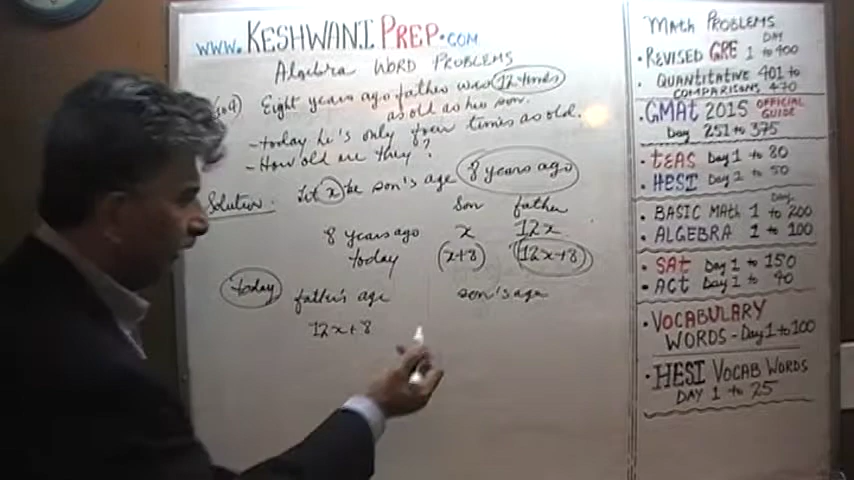 www.KESHWANIPREP.COM
Algebra WORD PROBLEMS
Eight years ago father was 12 times
as old as his son.
- today he's only four times as old.
- How old are they?
Solution: Let x be son's age 8 years ago
son father
8 years ago x 12x
today (x+8) (12x+8)
today father's age son's age
12x+8
MATH PROBLEMS
DAY
• REVISED GRE 1 to 400
• QUANTITATIVE 401 to
COMPARISONS 470
• GMAT 2015 OFFICIAL
GUIDE
Day 251 to 375
• TEAS Day 1 to 80
• HESI Day 1 to 50
Day
• BASIC MATH 1 to 200
• ALGEBRA 1 to 100
• SAT Day 1 to 150
• ACT Day 1 to 40
• VOCABULARY
WORDS - Day 1 to 100
• HESI VOCAB WORDS
DAY 1 to 25